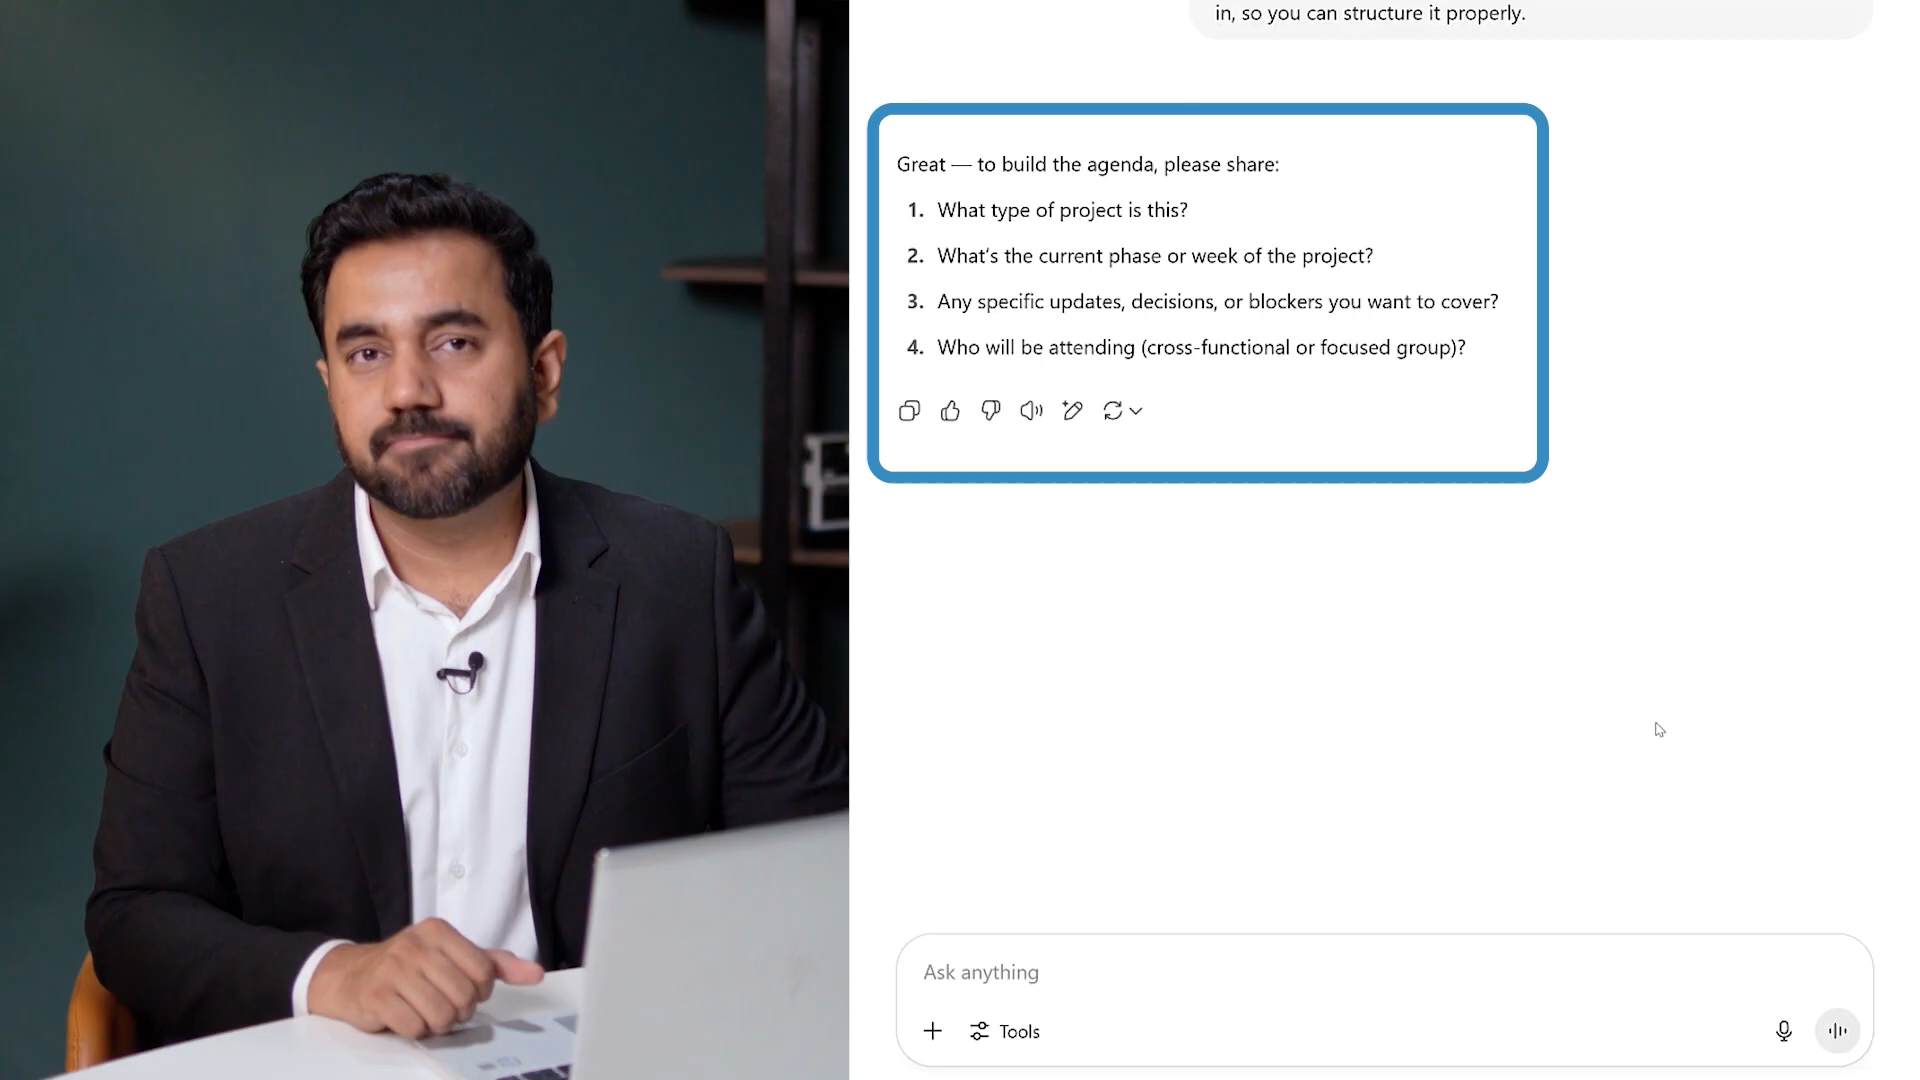 in, so you can structure it properly.
Great — to build the agenda, please share:
1. What type of project is this?
2. What's the current phase or week of the project?
3. Any specific updates, decisions, or blockers you want to cover?
4. Who will be attending (cross-functional or focused group)?
Ask anything
Tools